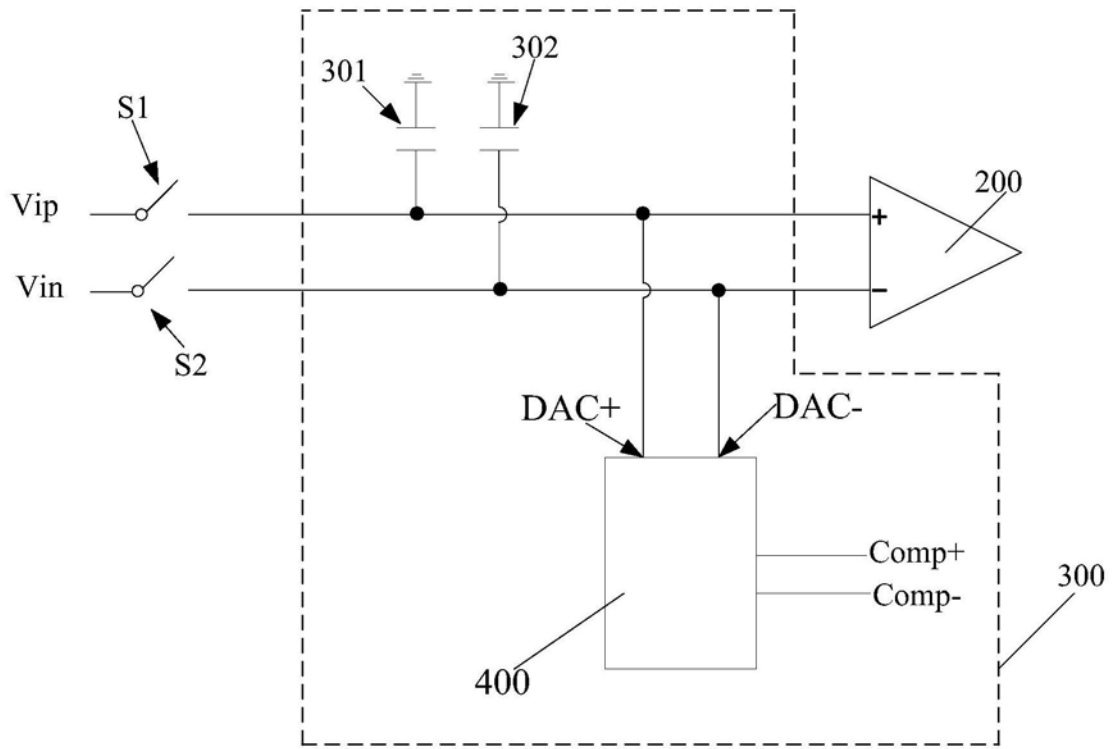 301
302
S1
Vip
+
200
Vin
−
S2
DAC+
DAC-
Comp+
Comp-
300
400